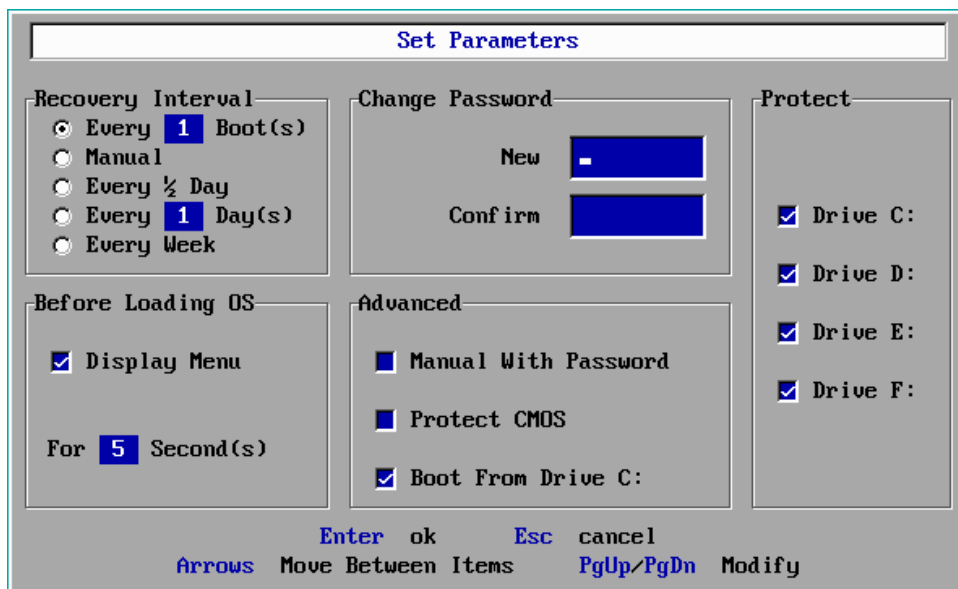 Set Parameters
Recovery Interval
Every 1 Boot(s)
Manual
Every ½ Day
Every 1 Day(s)
Every Week
Change Password
New
Confirm
Protect
Drive C:
Drive D:
Drive E:
Drive F:
Before Loading OS
Display Menu
For 5 Second(s)
Advanced
Manual With Password
Protect CMOS
Boot From Drive C:
Enter ok Esc cancel
Arrows Move Between Items PgUp/PgDn Modify